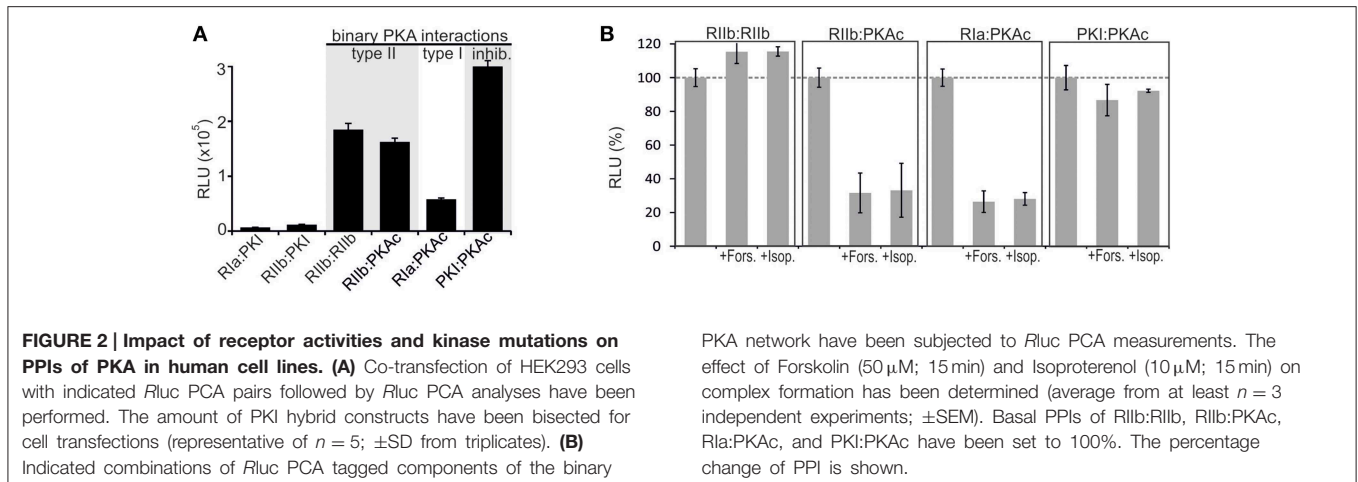 A
binary PKA interactions
type II type I inhib.
3
2
1
0
RLU (x10⁵)
RIa:PKI
RIIb:PKI
RIIb:RIIb
RIIb:PKAc
RIa:PKAc
PKI:PKAc
B
RIIb:RIIb RIIb:PKAc RIa:PKAc PKI:PKAc
120
100
80
60
40
20
0
RLU (%)
+Fors. +Isop. +Fors. +Isop. +Fors. +Isop. +Fors. +Isop.
FIGURE 2 | Impact of receptor activities and kinase mutations on
PPIs of PKA in human cell lines. (A) Co-transfection of HEK293 cells
with indicated Rluc PCA pairs followed by Rluc PCA analyses have been
performed. The amount of PKI hybrid constructs have been bisected for
cell transfections (representative of n = 5; ±SD from triplicates). (B)
Indicated combinations of Rluc PCA tagged components of the binary
PKA network have been subjected to Rluc PCA measurements. The
effect of Forskolin (50 μM; 15 min) and Isoproterenol (10 μM; 15 min) on
complex formation has been determined (average from at least n = 3
independent experiments; ±SEM). Basal PPIs of RIIb:RIIb, RIIb:PKAc,
RIa:PKAc, and PKI:PKAc have been set to 100%. The percentage
change of PPI is shown.